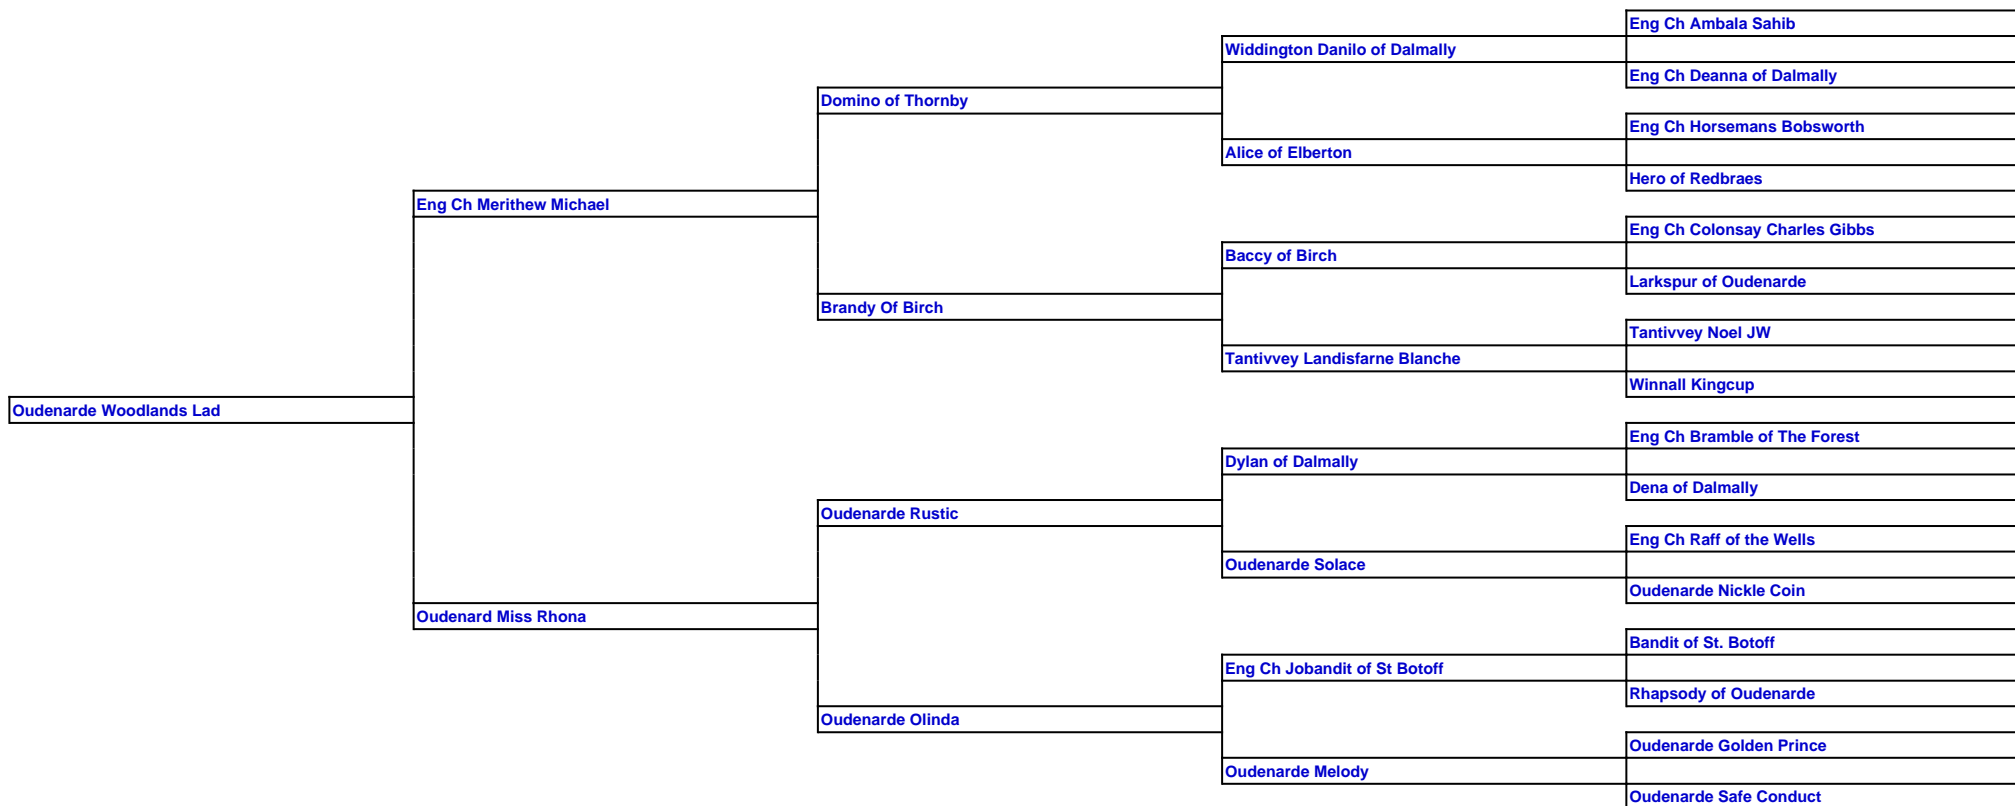 Eng Ch Ambala Sahib
Widdington Danilo of Dalmally
Eng Ch Deanna of Dalmally
Domino of Thornby
Eng Ch Horsemans Bobsworth
Alice of Elberton
Hero of Redbraes
Eng Ch Merithew Michael
Eng Ch Colonsay Charles Gibbs
Baccy of Birch
Larkspur of Oudenarde
Brandy Of Birch
Tantivvey Noel JW
Tantivvey Landisfarne Blanche
Winnall Kingcup
Oudenarde Woodlands Lad
Eng Ch Bramble of The Forest
Dylan of Dalmally
Dena of Dalmally
Oudenarde Rustic
Eng Ch Raff of the Wells
Oudenarde Solace
Oudenarde Nickle Coin
Oudenard Miss Rhona
Bandit of St. Botoff
Eng Ch Jobandit of St Botoff
Rhapsody of Oudenarde
Oudenarde Olinda
Oudenarde Golden Prince
Oudenarde Melody
Oudenarde Safe Conduct